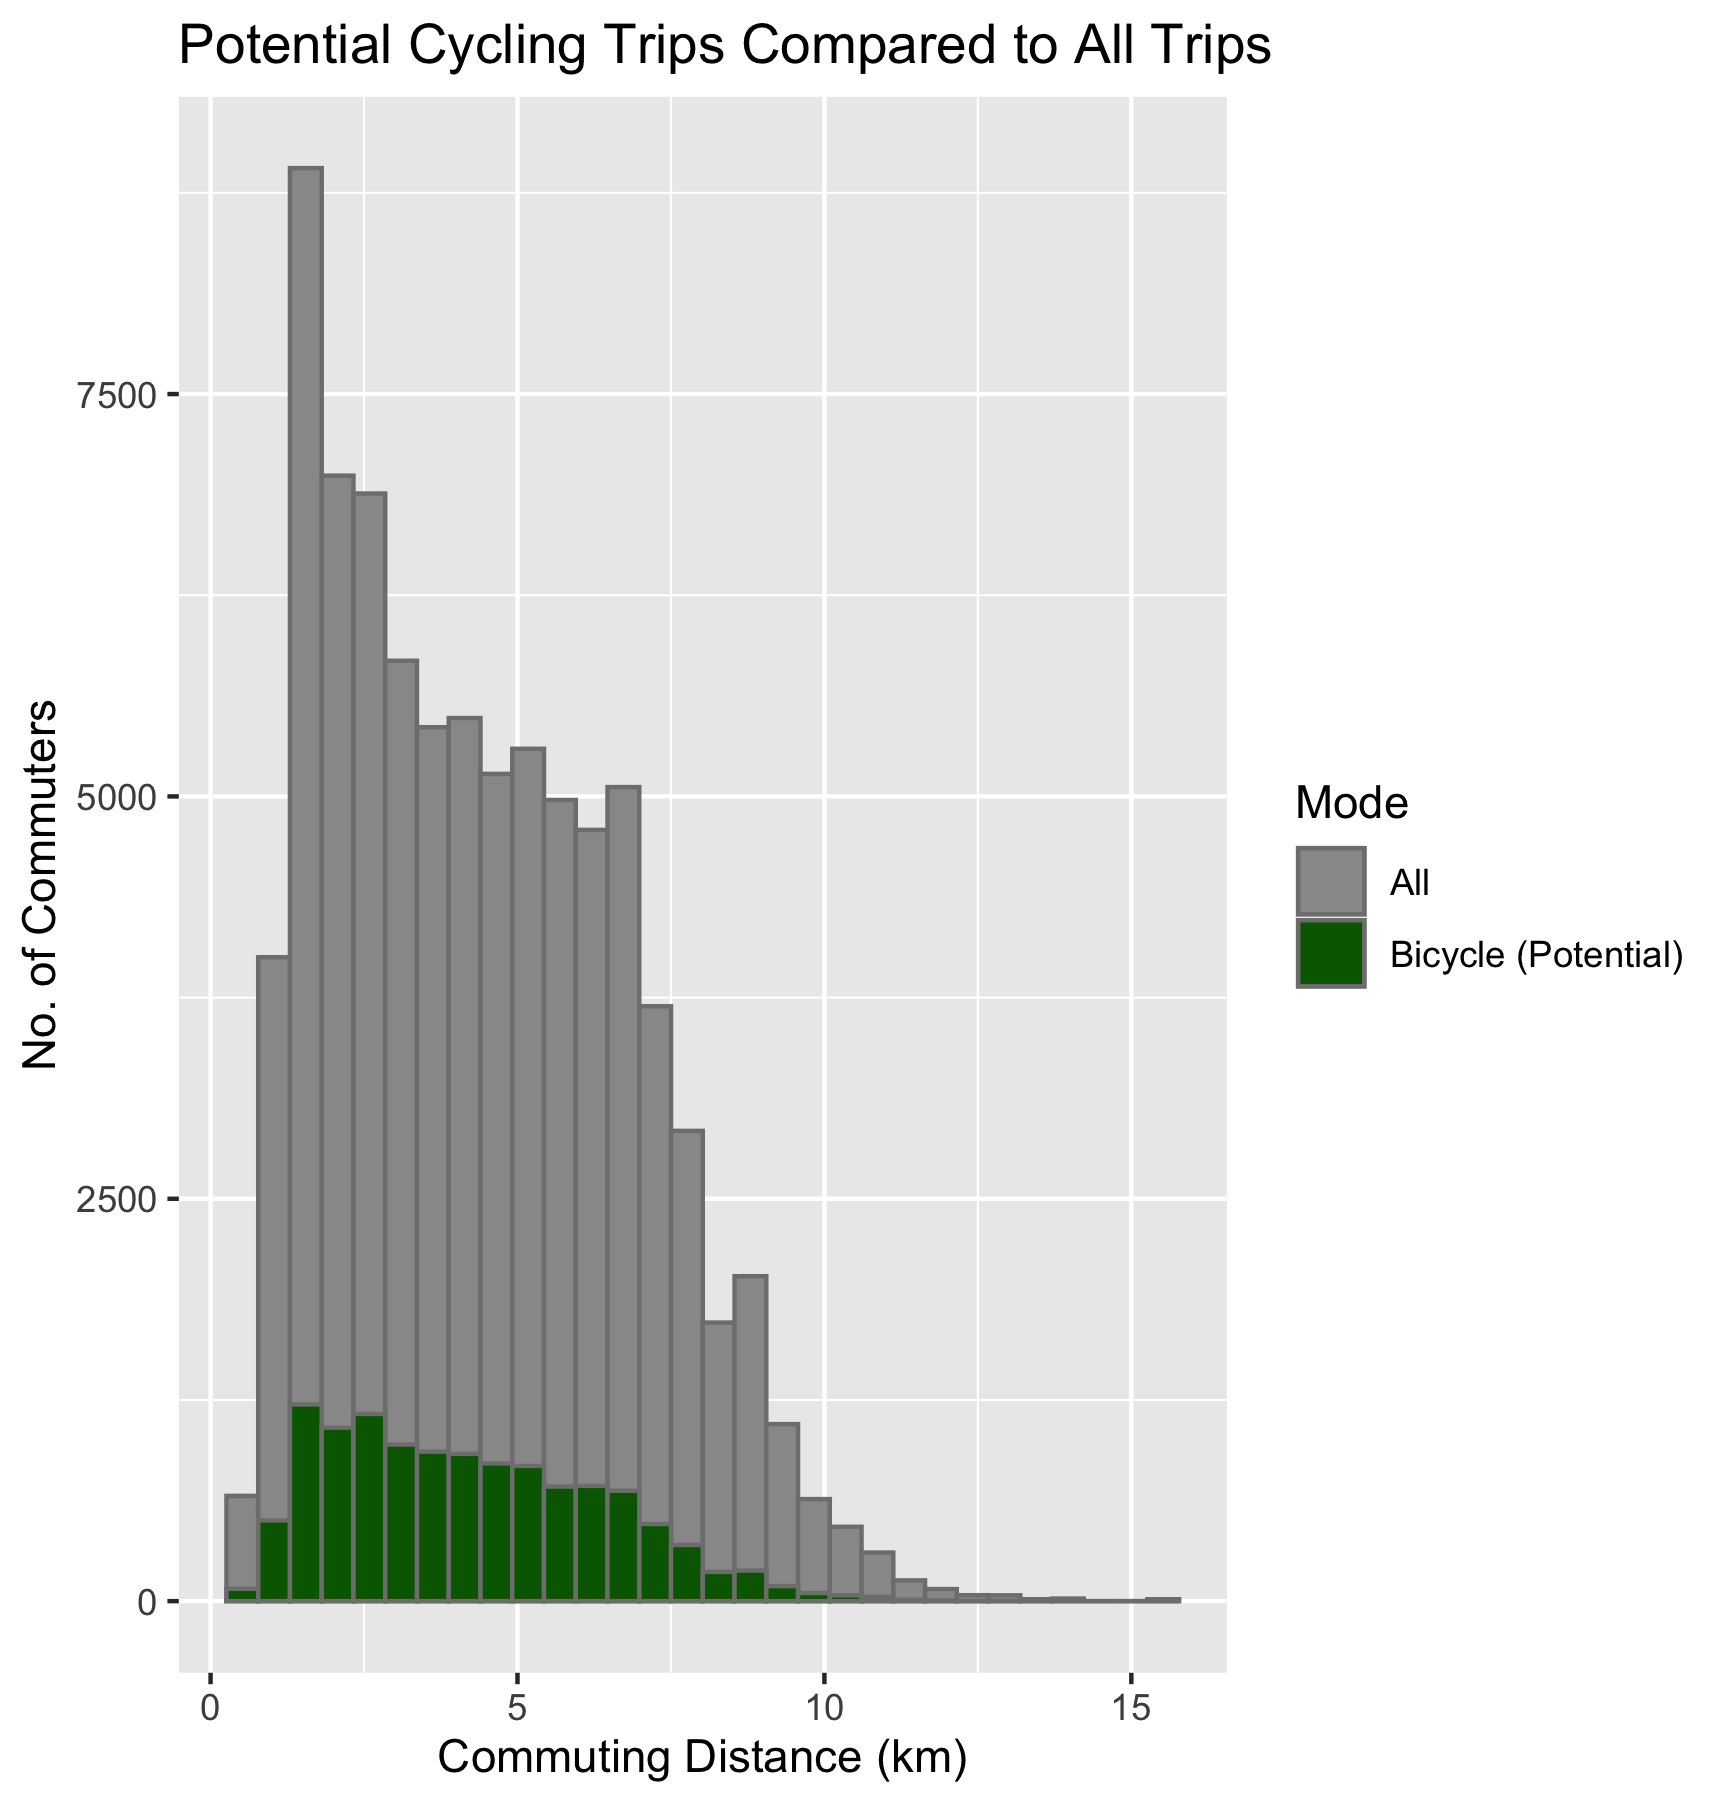 Potential Cycling Trips Compared to All Trips
No. of Commuters
7500
5000
2500
0
0 5 10 15
Commuting Distance (km)
Mode
All
Bicycle (Potential)